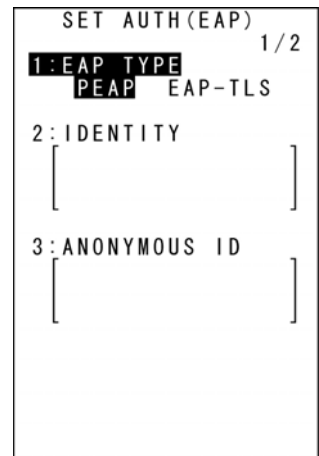 SET AUTH(EAP)
1/2
1:EAP TYPE
PEAP EAP-TLS
2:IDENTITY
[ ]
3:ANONYMOUS ID
[ ]